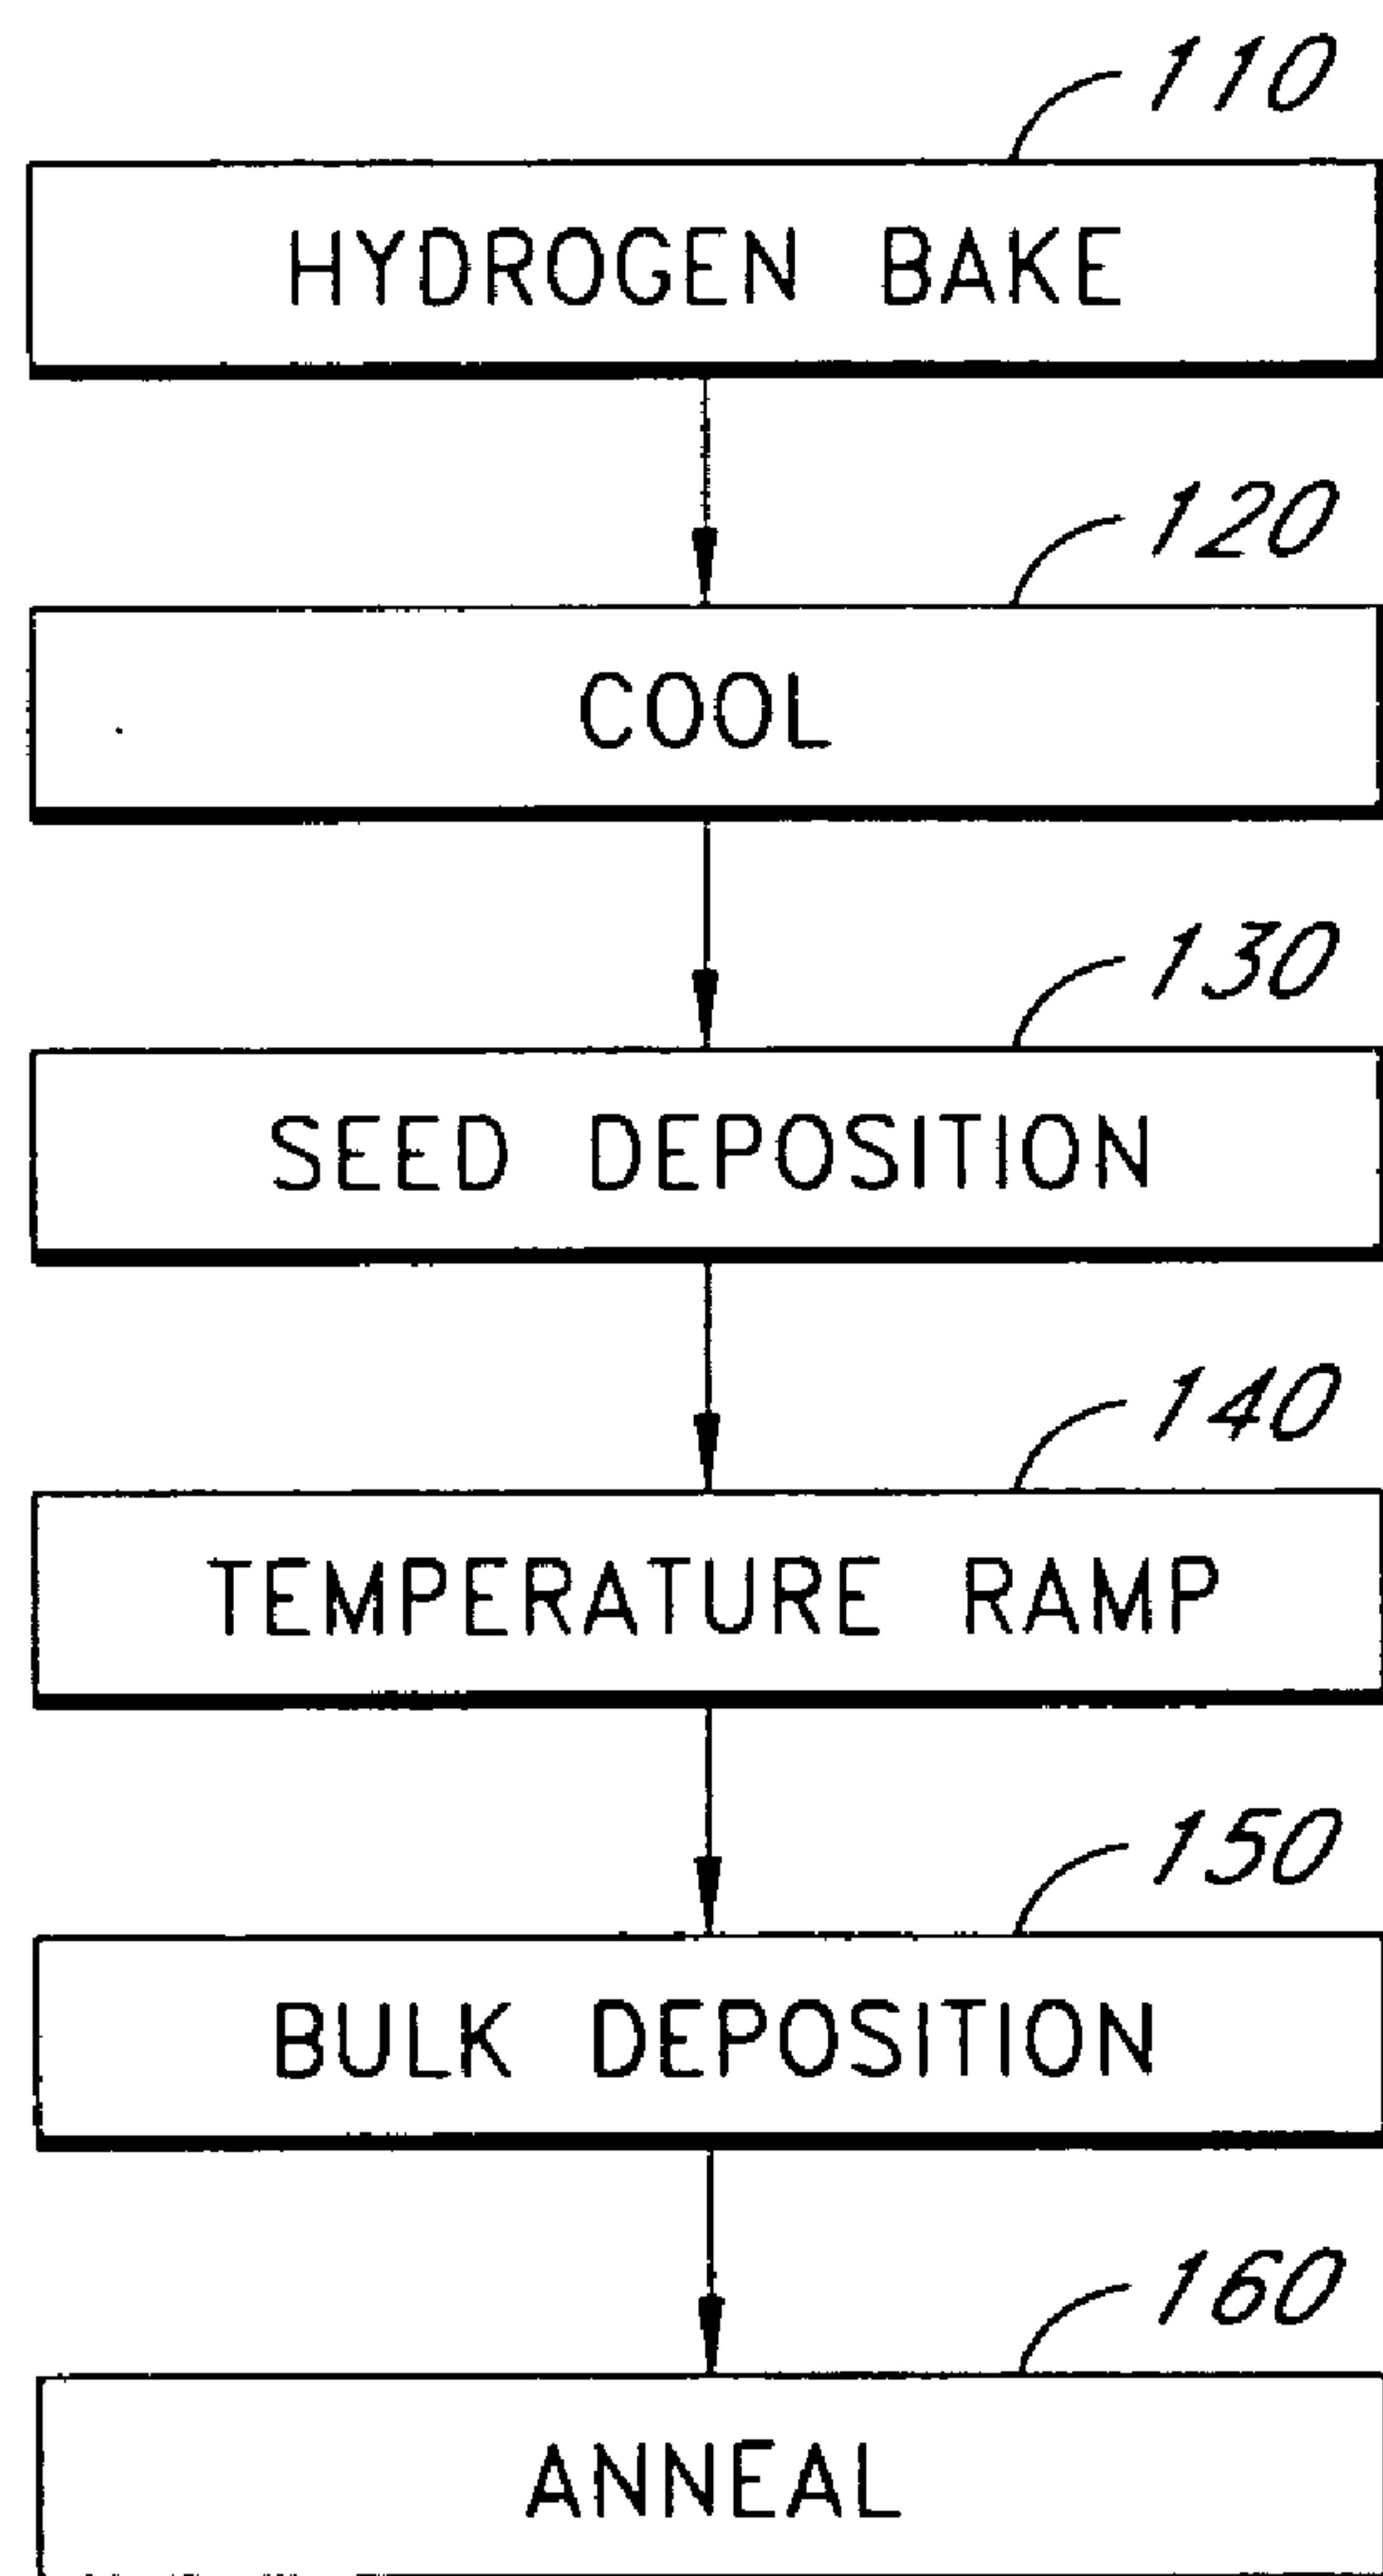 110
HYDROGEN BAKE
120
COOL
130
SEED DEPOSITION
140
TEMPERATURE RAMP
150
BULK DEPOSITION
160
ANNEAL